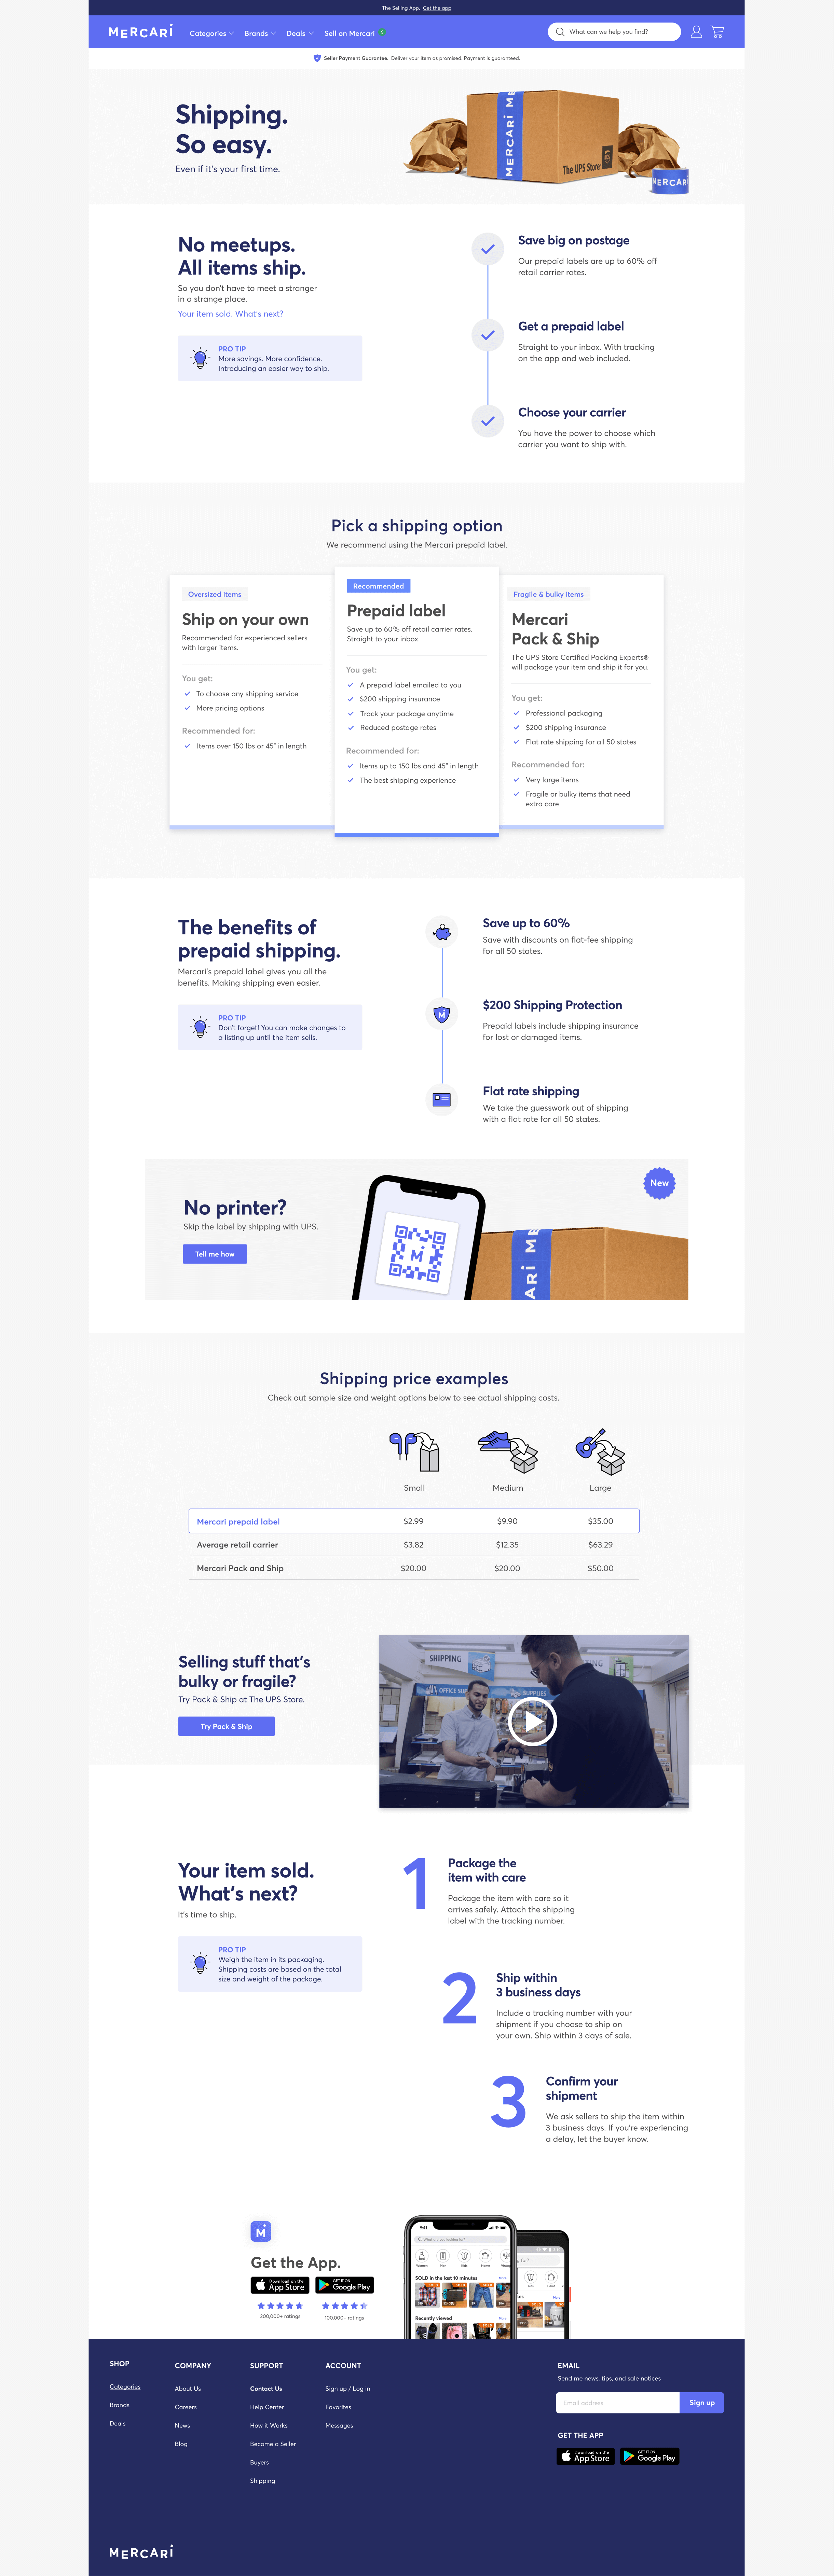 The Selling App. Get the app
MERCARI
Categories
Brands
Deals
Sell on Mercari
What can we help you find?
Seller Payment Guarantee. Deliver your item as promised. Payment is guaranteed.
Shipping.
So easy.
Even if it's your first time.
MERCARI ME
The UPS Store
MERCARI
No meetups.
All items ship.
So you don't have to meet a stranger
in a strange place.
Your item sold. What's next?
PRO TIP
More savings. More confidence.
Introducing an easier way to ship.
Save big on postage
Our prepaid labels are up to 60% off
retail carrier rates.
Get a prepaid label
Straight to your inbox. With tracking
on the app and web included.
Choose your carrier
You have the power to choose which
carrier you want to ship with.
Pick a shipping option
We recommend using the Mercari prepaid label.
Oversized items
Ship on your own
Recommended for experienced sellers
with larger items.
You get:
To choose any shipping service
More pricing options
Recommended for:
Items over 150 lbs or 45" in length
Recommended
Prepaid label
Save up to 60% off retail carrier rates.
Straight to your inbox.
You get:
A prepaid label emailed to you
$200 shipping insurance
Track your package anytime
Reduced postage rates
Recommended for:
Items up to 150 lbs and 45" in length
The best shipping experience
Fragile & bulky items
Mercari
Pack & Ship
The UPS Store Certified Packing Experts®
will package your item and ship it for you.
You get:
Professional packaging
$200 shipping insurance
Flat rate shipping for all 50 states
Recommended for:
Very large items
Fragile or bulky items that need
extra care
The benefits of
prepaid shipping.
Mercari's prepaid label gives you all the
benefits. Making shipping even easier.
PRO TIP
Don't forget! You can make changes to
a listing up until the item sells.
Save up to 60%
Save with discounts on flat-fee shipping
for all 50 states.
$200 Shipping Protection
Prepaid labels include shipping insurance
for lost or damaged items.
Flat rate shipping
We take the guesswork out of shipping
with a flat rate for all 50 states.
No printer?
Skip the label by shipping with UPS.
Tell me how
New
ARI ME
Shipping price examples
Check out sample size and weight options below to see actual shipping costs.
Small Medium Large
Mercari prepaid label $2.99 $9.90 $35.00
Average retail carrier $3.82 $12.35 $63.29
Mercari Pack and Ship $20.00 $20.00 $50.00
Selling stuff that's
bulky or fragile?
Try Pack & Ship at The UPS Store.
Try Pack & Ship
SHIPPING
OFFICE SUP
SUPPLIES
Your item sold.
What's next?
It's time to ship.
PRO TIP
Weigh the item in its packaging.
Shipping costs are based on the total
size and weight of the package.
1
Package the
item with care
Package the item with care so it
arrives safely. Attach the shipping
label with the tracking number.
2
Ship within
3 business days
Include a tracking number with your
shipment if you choose to ship on
your own. Ship within 3 days of sale.
3
Confirm your
shipment
We ask sellers to ship the item within
3 business days. If you're experiencing
a delay, let the buyer know.
Get the App.
Download on the
App Store
GET IT ON
Google Play
200,000+ ratings
100,000+ ratings
9:41
What are you looking for?
Women Men Kids Home
SOLD in the last 10 minutes
More
Recently viewed
More
Kids Home
SHOP
Categories
Brands
Deals
COMPANY
About Us
Careers
News
Blog
SUPPORT
Contact Us
Help Center
How it Works
Become a Seller
Buyers
Shipping
ACCOUNT
Sign up / Log in
Favorites
Messages
EMAIL
Send me news, tips, and sale notices
Email address
Sign up
GET THE APP
Download on the
App Store
GET IT ON
Google Play
MERCARI